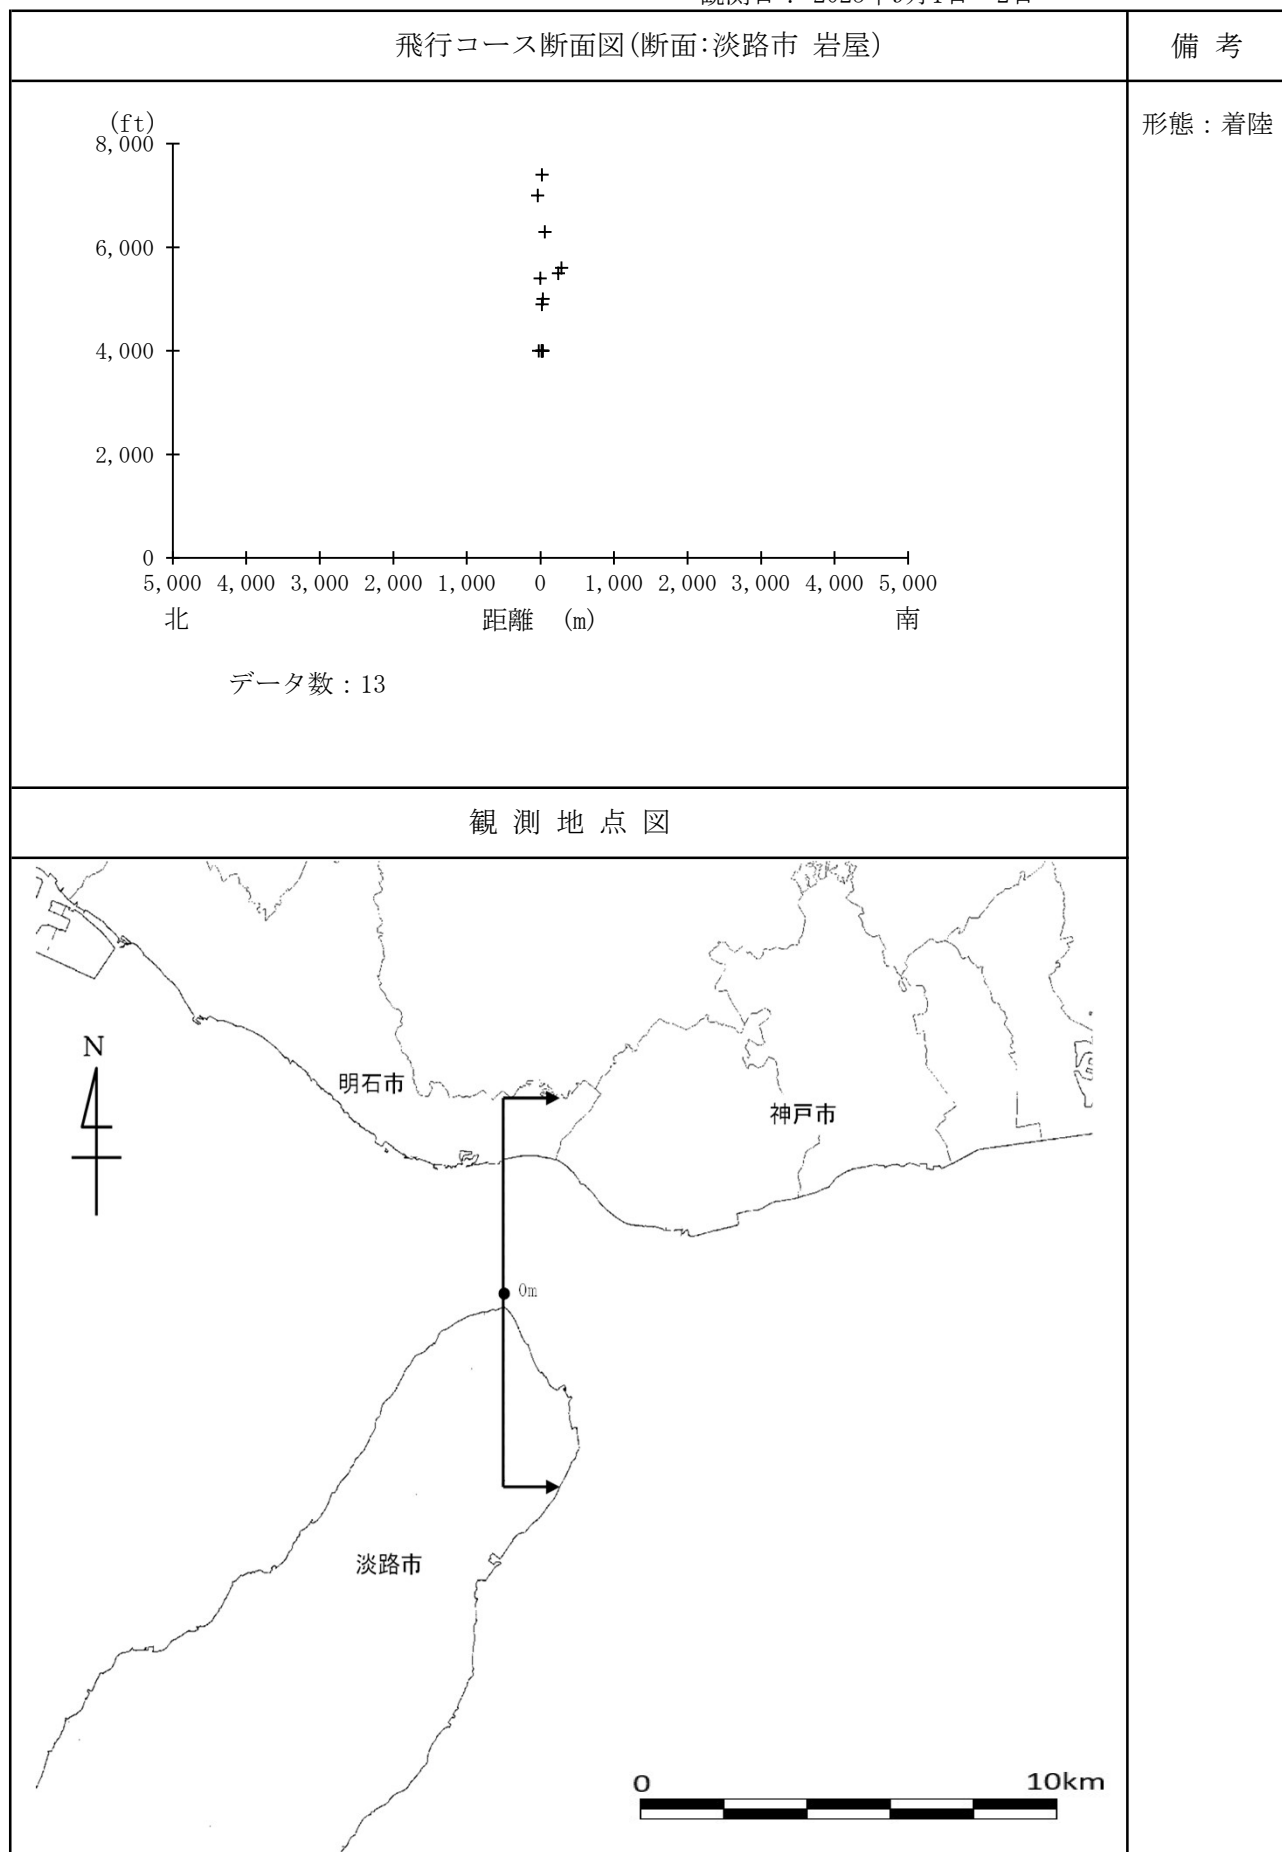 飛行コース断面図(断面:淡路市 岩屋)
備 考
形態：着陸
(ft)
8,000
6,000
4,000
2,000
0
5,000 4,000 3,000 2,000 1,000 0 1,000 2,000 3,000 4,000 5,000
北 距離 (m) 南
データ数：13
観 測 地 点 図
N
明石市
神戸市
0m
淡路市
0 10km